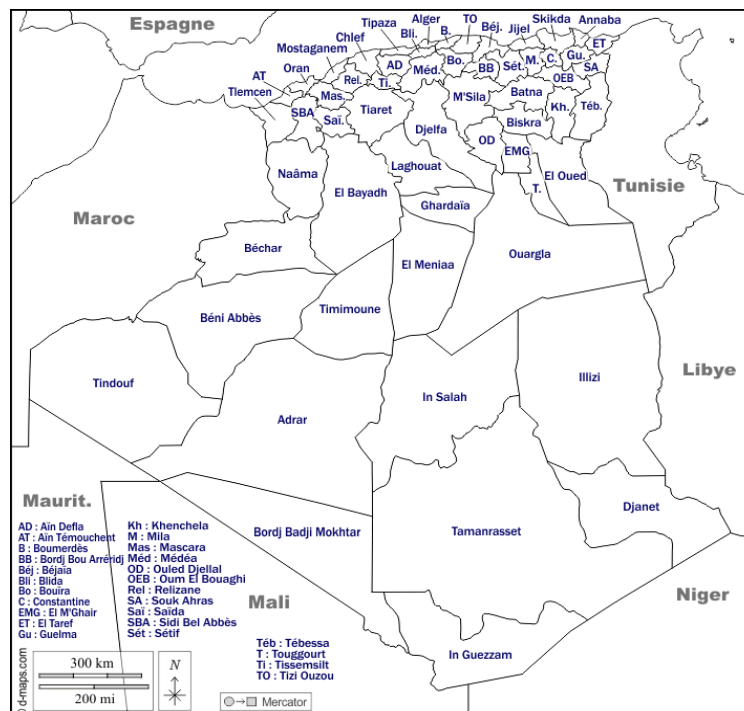 Espagne
Tipaza
Alger
TO
Jijel
Skikda
Annaba
Bli.
B.
Béj.
Chlef
Mostaganem
ET
Oran
AD
Méd.
Bo.
BB
Sét.
M.
C.
Gu.
SA
AT
Rel.
Ti.
OEB
Tlemcen
Mas.
M'Sila
Batna
SBA
Saï.
Tiaret
Kh.
Téb.
Djelfa
Biskra
OD
EMG
Naâma
El Bayadh
Laghouat
El Oued
Tunisie
T.
Ghardaïa
Maroc
Béchar
El Meniaa
Ouargla
Béni Abbès
Timimoune
Tindouf
In Salah
Illizi
Libye
Adrar
Maurit.
Bordj Badji Mokhtar
Tamanrasset
Djanet
Mali
Niger
In Guezzam
AD : Aïn Defla
AT : Aïn Témouchent
B : Boumerdès
BB : Bordj Bou Arréridj
Béj : Béjaïa
Bli : Blida
Bo : Bouïra
C : Constantine
EMG : El M'Ghair
ET : El Taref
Gu : Guelma
Kh : Khenchela
M : Mila
Mas : Mascara
Méd : Médéa
OD : Ouled Djellal
OEB : Oum El Bouaghi
Rel : Relizane
SA : Souk Ahras
Saï : Saïda
SBA : Sidi Bel Abbès
Sét : Sétif
Téb : Tébessa
T : Touggourt
Ti : Tissemsilt
TO : Tizi Ouzou
300 km
200 mi
N
Mercator
© d-maps.com